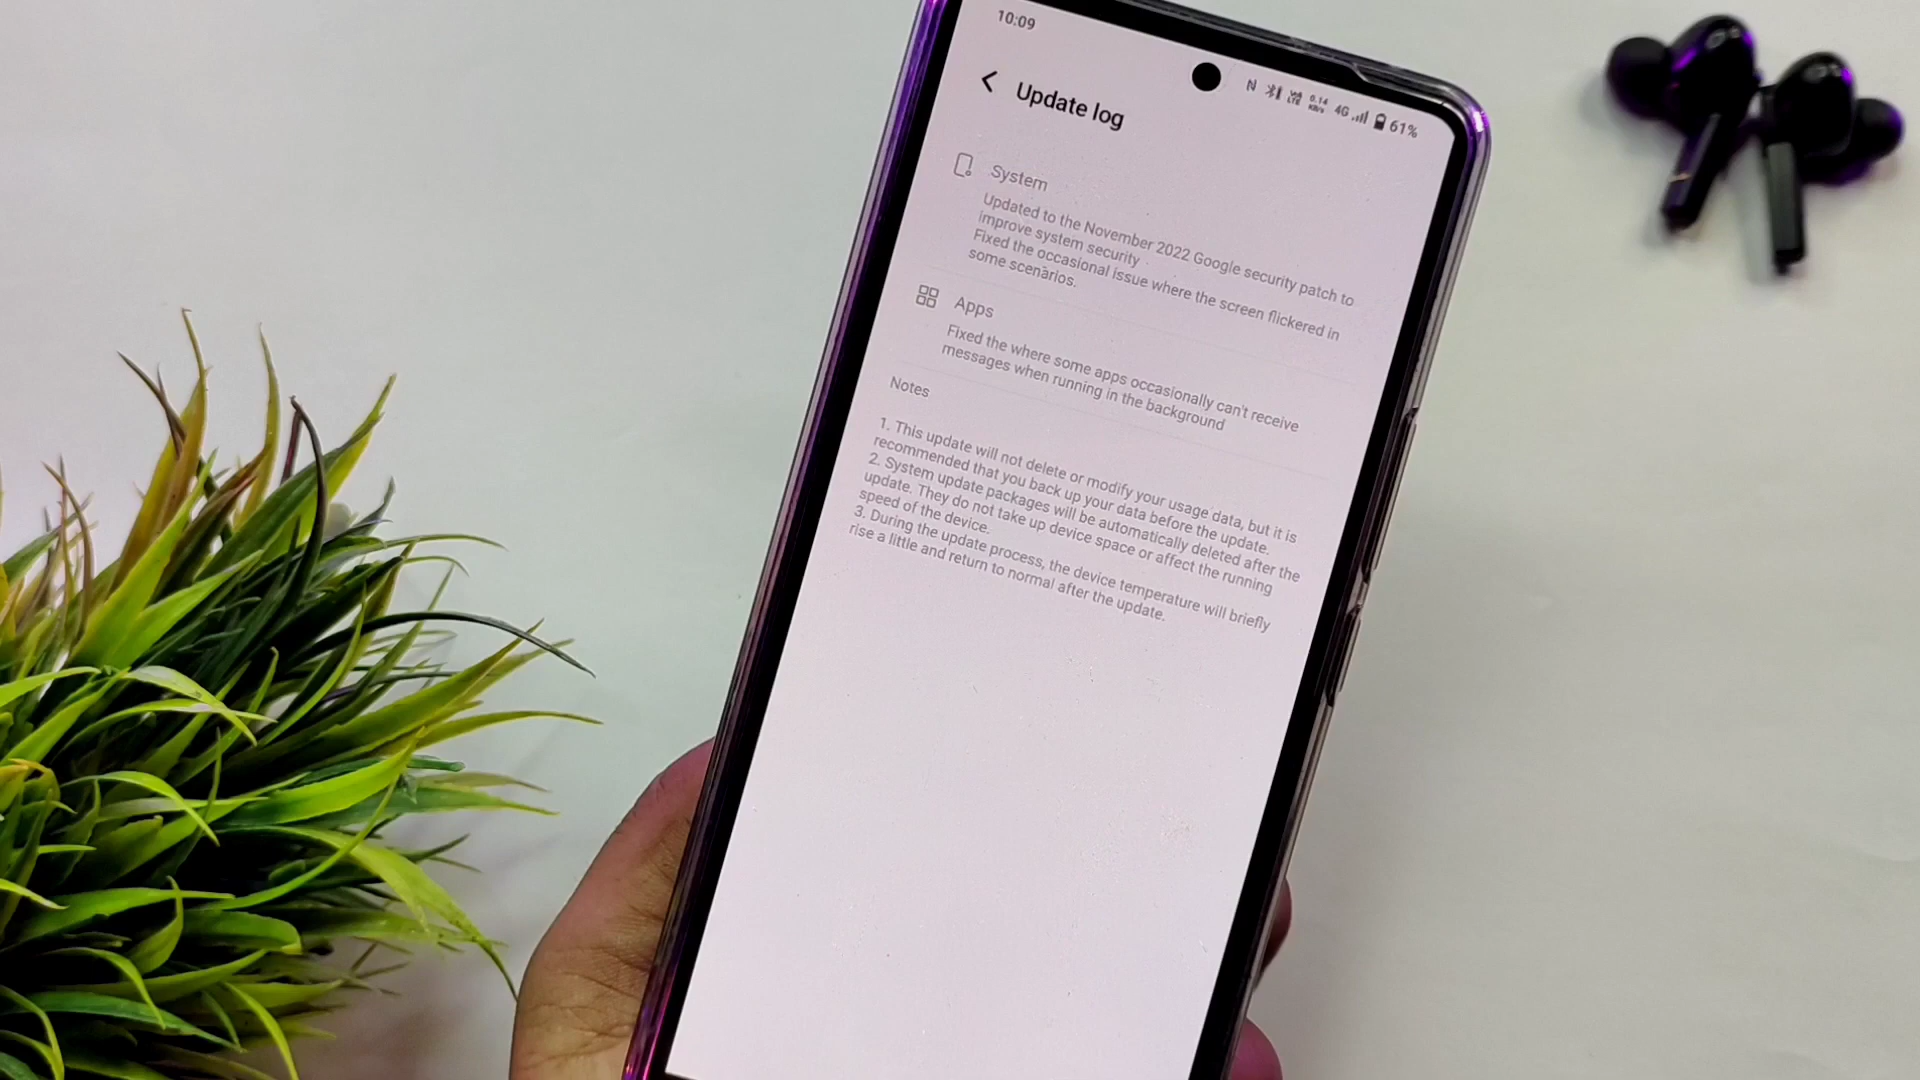 10:09
N VoLTE 0.14 KB/s 4G 61%
Update log
System
Updated to the November 2022 Google security patch to
improve system security
Fixed the occasional issue where the screen flickered in
some scenarios.
Apps
Fixed the where some apps occasionally can't receive
messages when running in the background
Notes
1. This update will not delete or modify your usage data, but it is
recommended that you back up your data before the update.
2. System update packages will be automatically deleted after the
update. They do not take up device space or affect the running
speed of the device.
3. During the update process, the device temperature will briefly
rise a little and return to normal after the update.